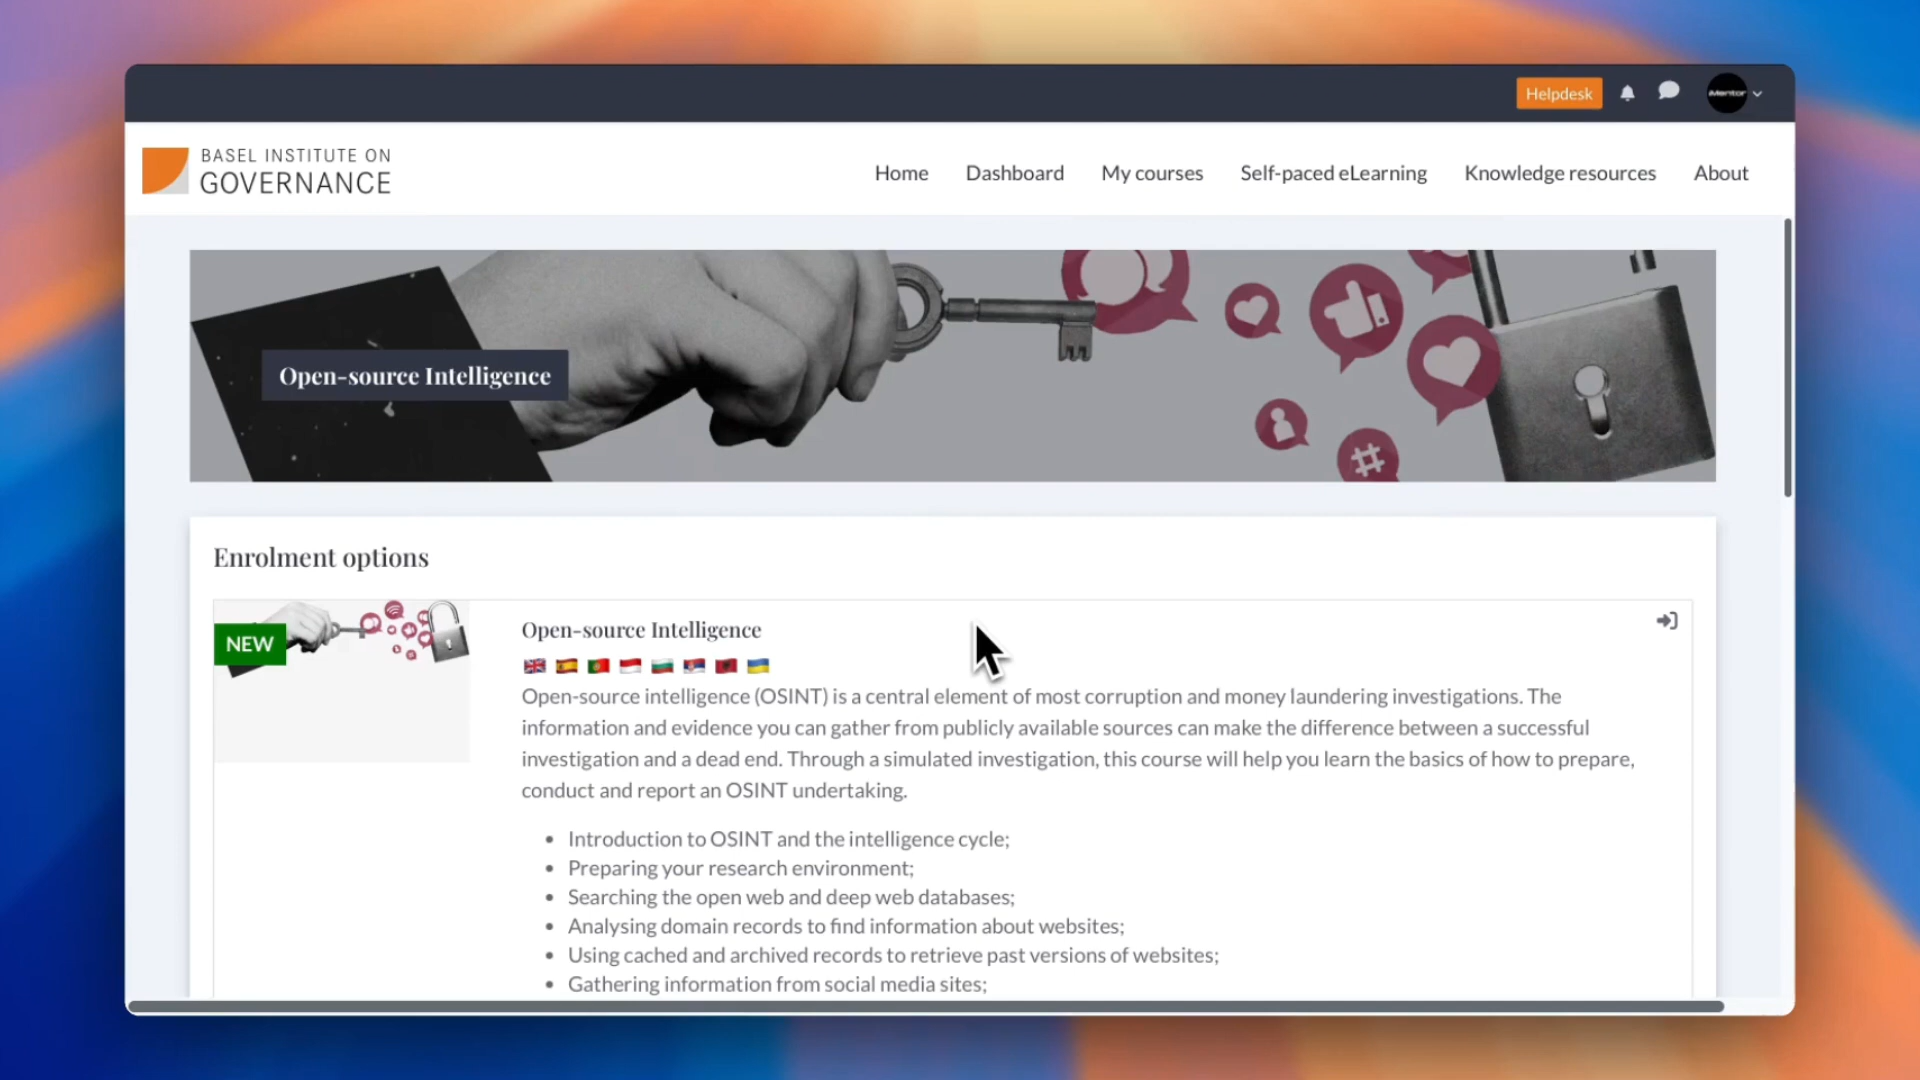 Helpdesk
iMentor
BASEL INSTITUTE ON
GOVERNANCE
Home Dashboard My courses Self-paced eLearning Knowledge resources About
Open-source Intelligence
Enrolment options
NEW
Open-source Intelligence
Open-source intelligence (OSINT) is a central element of most corruption and money laundering investigations. The
information and evidence you can gather from publicly available sources can make the difference between a successful
investigation and a dead end. Through a simulated investigation, this course will help you learn the basics of how to prepare,
conduct and report an OSINT undertaking.
• Introduction to OSINT and the intelligence cycle;
• Preparing your research environment;
• Searching the open web and deep web databases;
• Analysing domain records to find information about websites;
• Using cached and archived records to retrieve past versions of websites;
• Gathering information from social media sites;